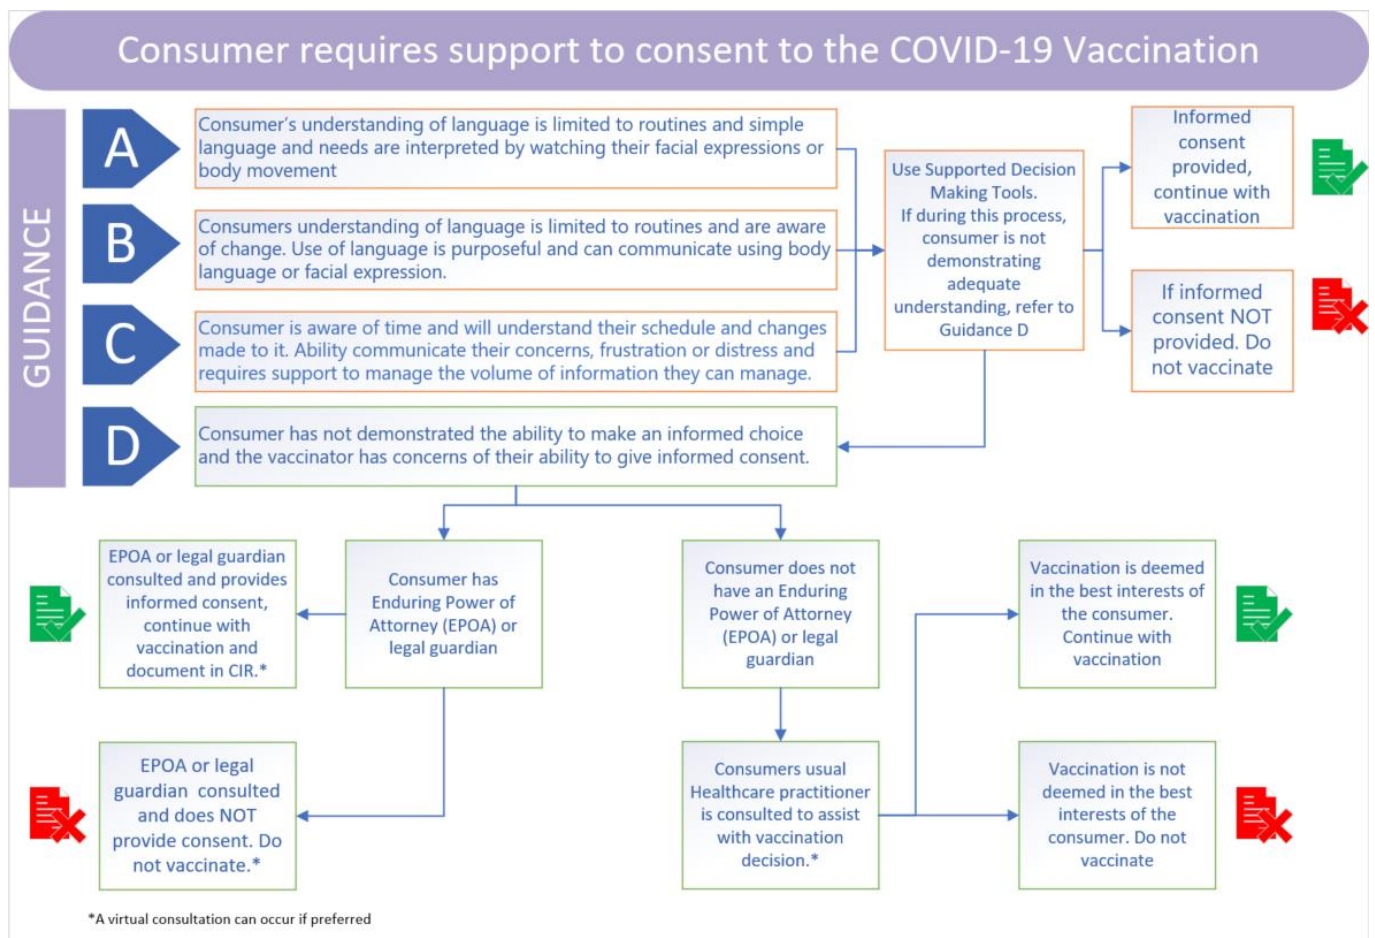 Consumer requires support to consent to the COVID-19 Vaccination
GUIDANCE
A
Consumer's understanding of language is limited to routines and simple
language and needs are interpreted by watching their facial expressions or
body movement
B
Consumers understanding of language is limited to routines and are aware
of change. Use of language is purposeful and can communicate using body
language or facial expression.
C
Consumer is aware of time and will understand their schedule and changes
made to it. Ability communicate their concerns, frustration or distress and
requires support to manage the volume of information they can manage.
D
Consumer has not demonstrated the ability to make an informed choice
and the vaccinator has concerns of their ability to give informed consent.
Use Supported Decision
Making Tools.
If during this process,
consumer is not
demonstrating
adequate
understanding, refer to
Guidance D
Informed
consent
provided,
continue with
vaccination
If informed
consent NOT
provided. Do
not vaccinate
EPOA or legal guardian
consulted and provides
informed consent,
continue with
vaccination and
document in CIR.*
Consumer has
Enduring Power of
Attorney (EPOA) or
legal guardian
Consumer does not
have an Enduring
Power of Attorney
(EPOA) or legal
guardian
Vaccination is deemed
in the best interests of
the consumer.
Continue with
vaccination
EPOA or legal
guardian consulted
and does NOT
provide consent. Do
not vaccinate.*
Consumers usual
Healthcare practitioner
is consulted to assist
with vaccination
decision.*
Vaccination is not
deemed in the best
interests of the
consumer. Do not
vaccinate
*A virtual consultation can occur if preferred